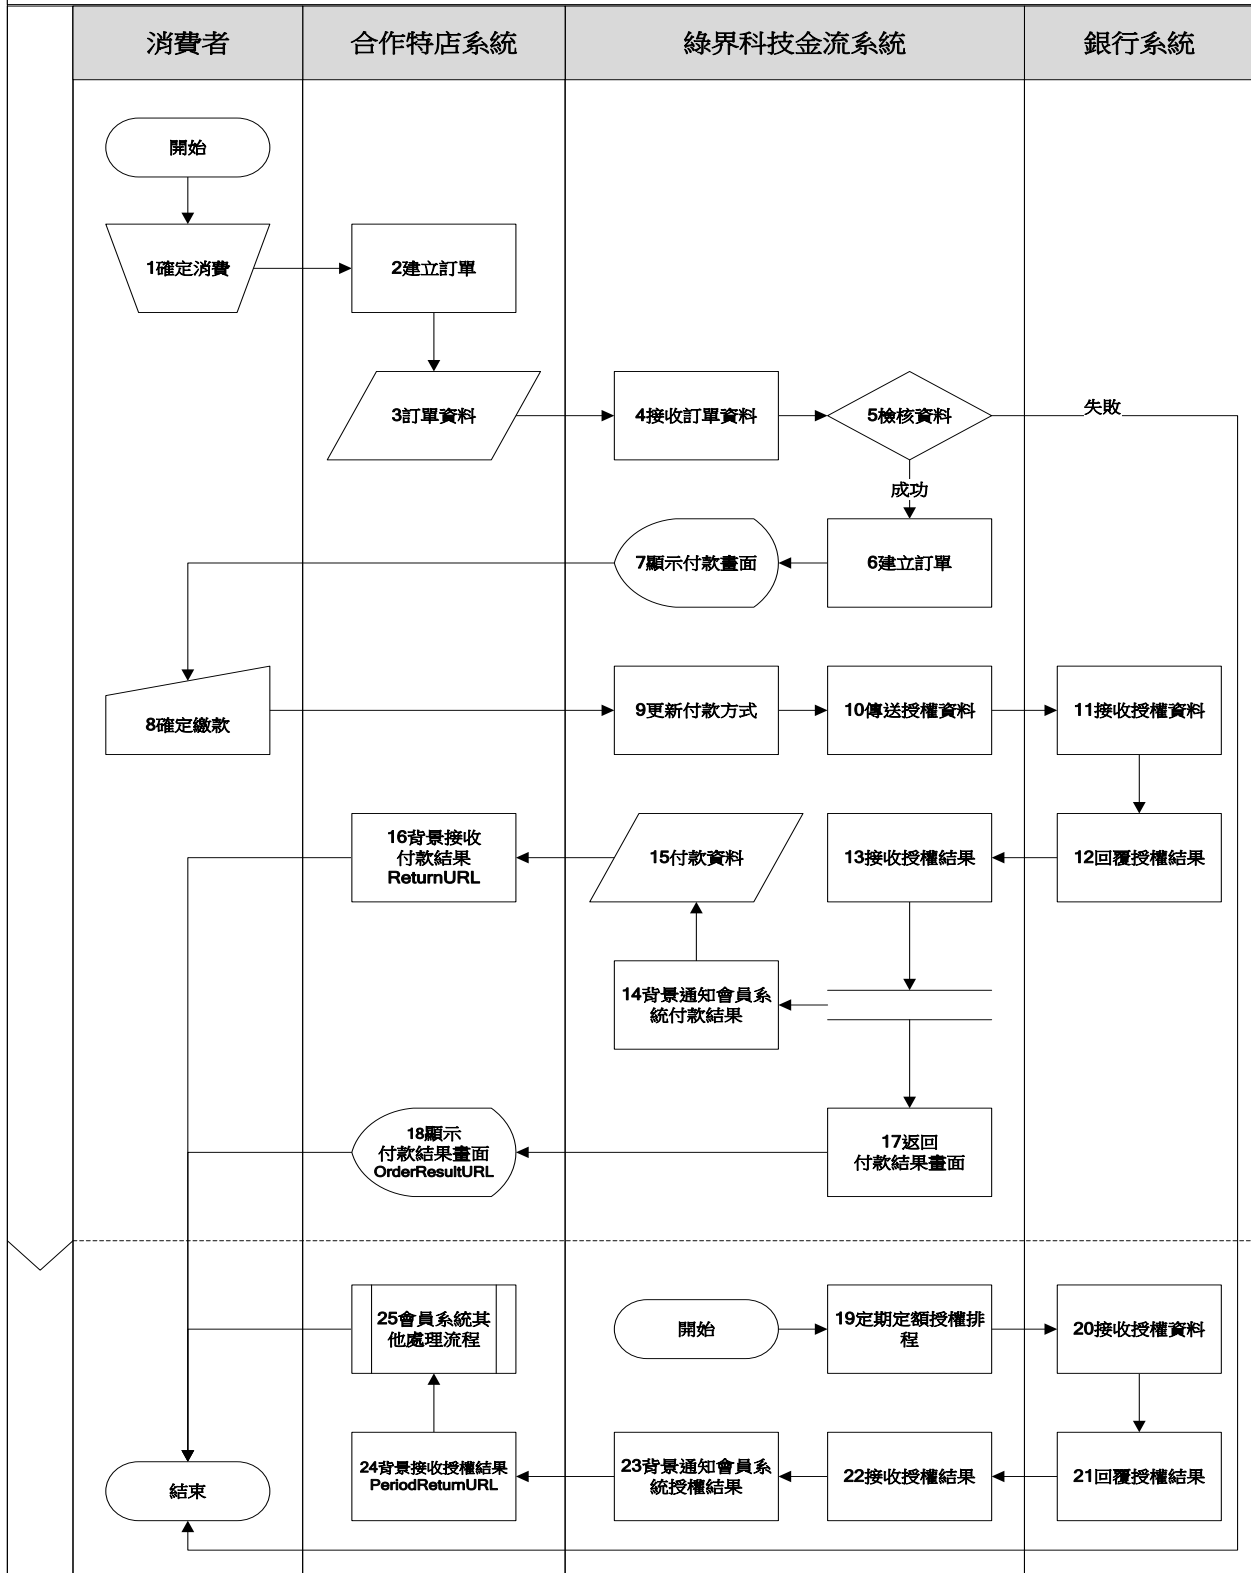 消費者
合作特店系統
綠界科技金流系統
銀行系統
開始
1確定消費
2建立訂單
3訂單資料
4接收訂單資料
5檢核資料
失敗
成功
7顯示付款畫面
6建立訂單
8確定繳款
9更新付款方式
10傳送授權資料
11接收授權資料
16背景接收
付款結果
ReturnURL
15付款資料
13接收授權結果
12回覆授權結果
14背景通知會員系
統付款結果
18顯示
付款結果畫面
OrderResultURL
17返回
付款結果畫面
25會員系統其
他處理流程
開始
19定期定額授權排
程
20接收授權資料
24背景接收授權結果
PeriodReturnURL
23背景通知會員系
統授權結果
22接收授權結果
21回覆授權結果
結束